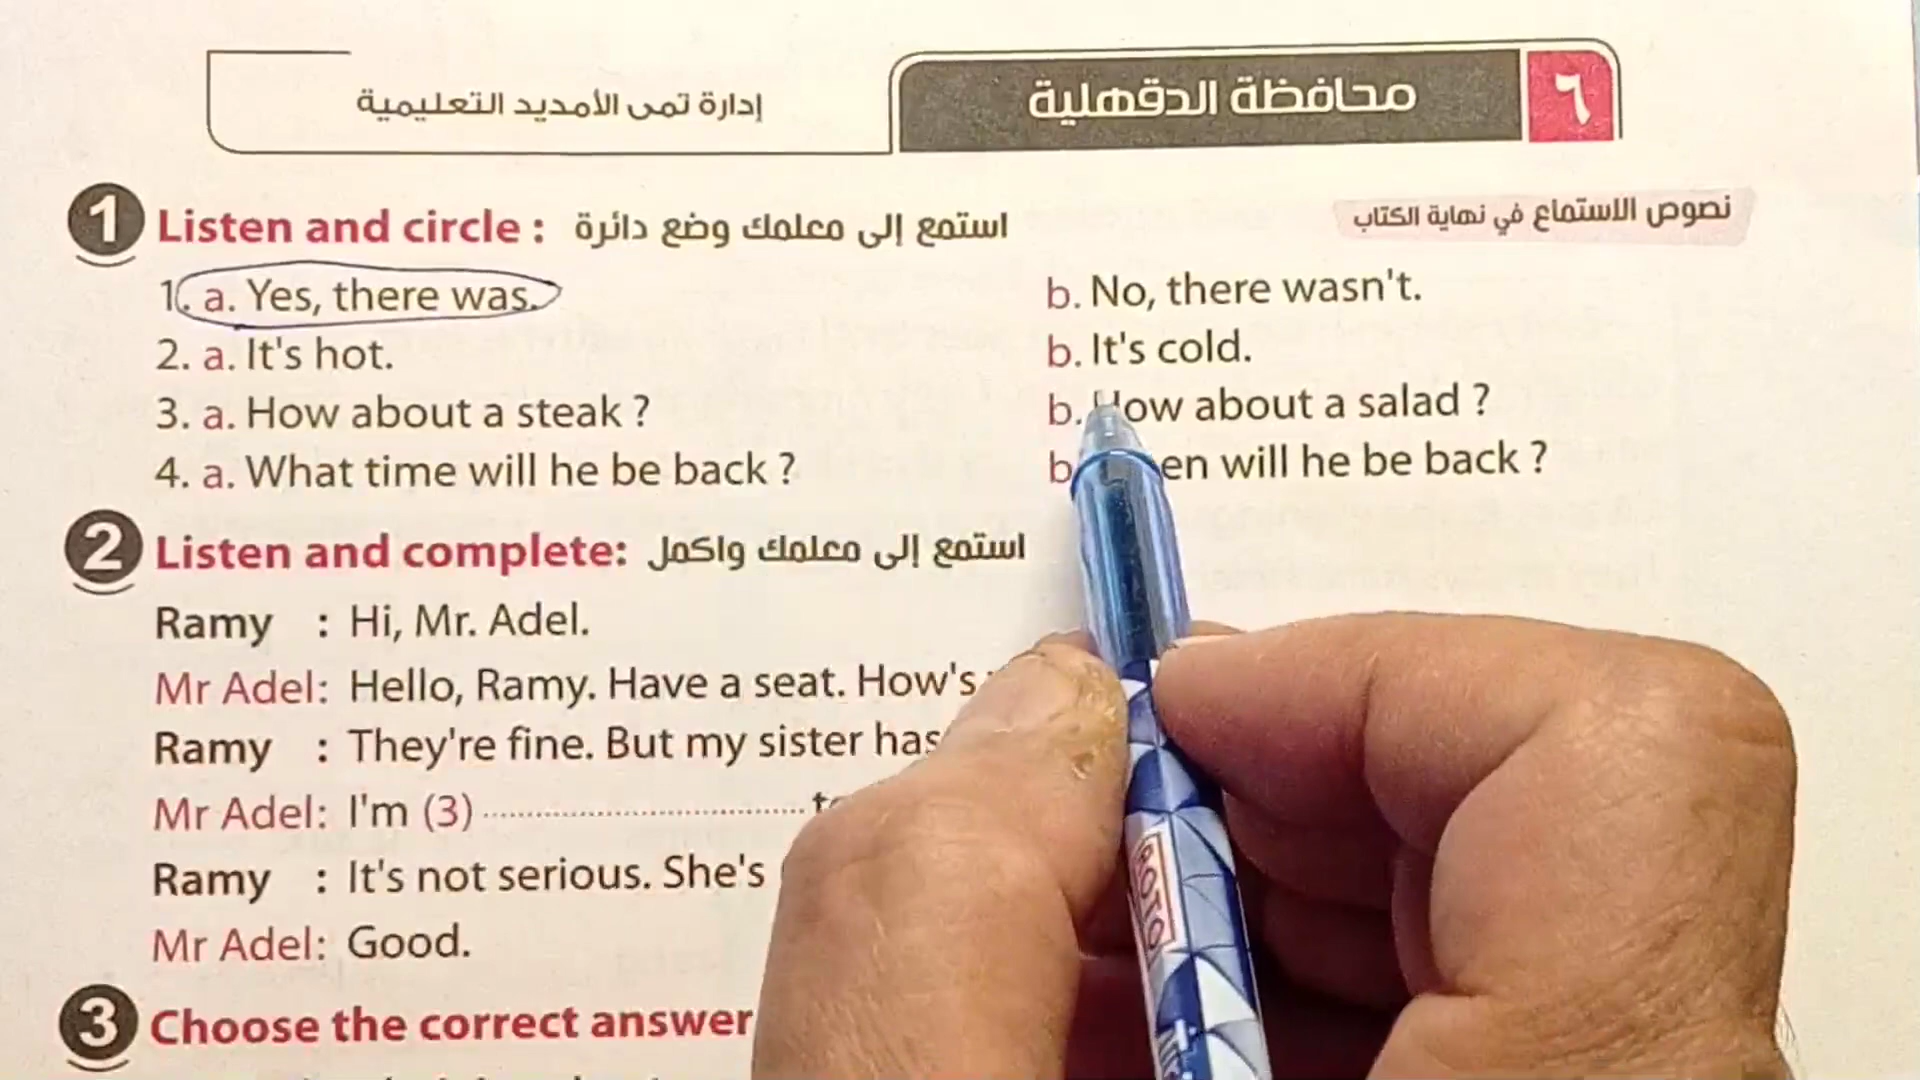 ٦ محافظة الدقهلية إدارة تمى الأمديد التعليمية
نصوص الاستماع في نهاية الكتاب
1 Listen and circle : استمع إلى معلمك وضع دائرة
1. a. Yes, there was. b. No, there wasn't.
2. a. It's hot. b. It's cold.
3. a. How about a steak ? b. How about a salad ?
4. a. What time will he be back ? b will he be back ?
2 Listen and complete: استمع إلى معلمك واكمل
Ramy : Hi, Mr. Adel.
Mr Adel: Hello, Ramy. Have a seat. How's
Ramy : They're fine. But my sister has
Mr Adel: I'm (3) ........................................
Ramy : It's not serious. She's
Mr Adel: Good.
3 Choose the correct answer
ROTO